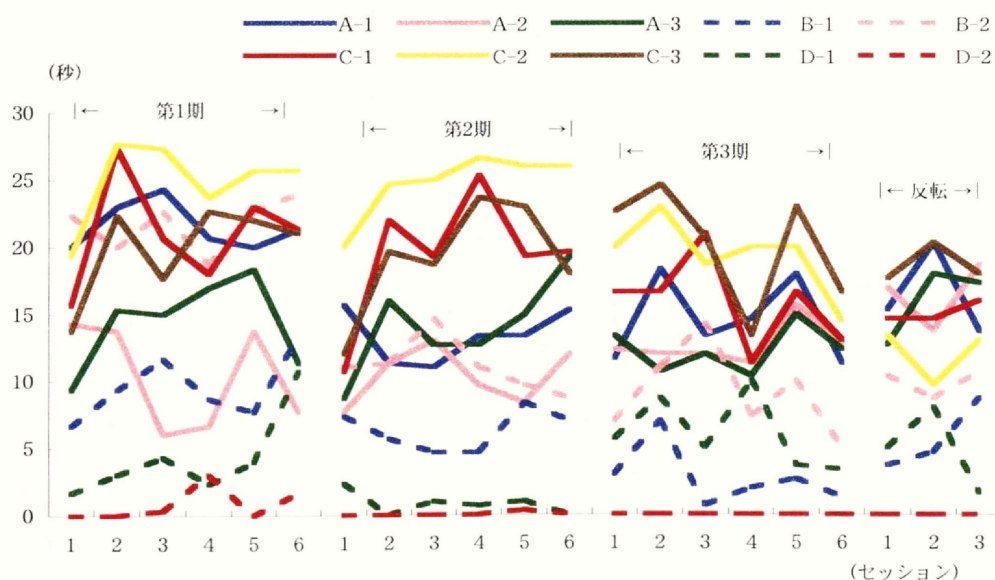 A-1 A-2 A-3 B-1 B-2
C-1 C-2 C-3 D-1 D-2
(秒)
30
25
20
15
10
5
0
|← 第1期 →|
|← 第2期 →|
|← 第3期 →|
|← 反転 →|
1 2 3 4 5 6 1 2 3 4 5 6 1 2 3 4 5 6 1 2 3
(セッション)